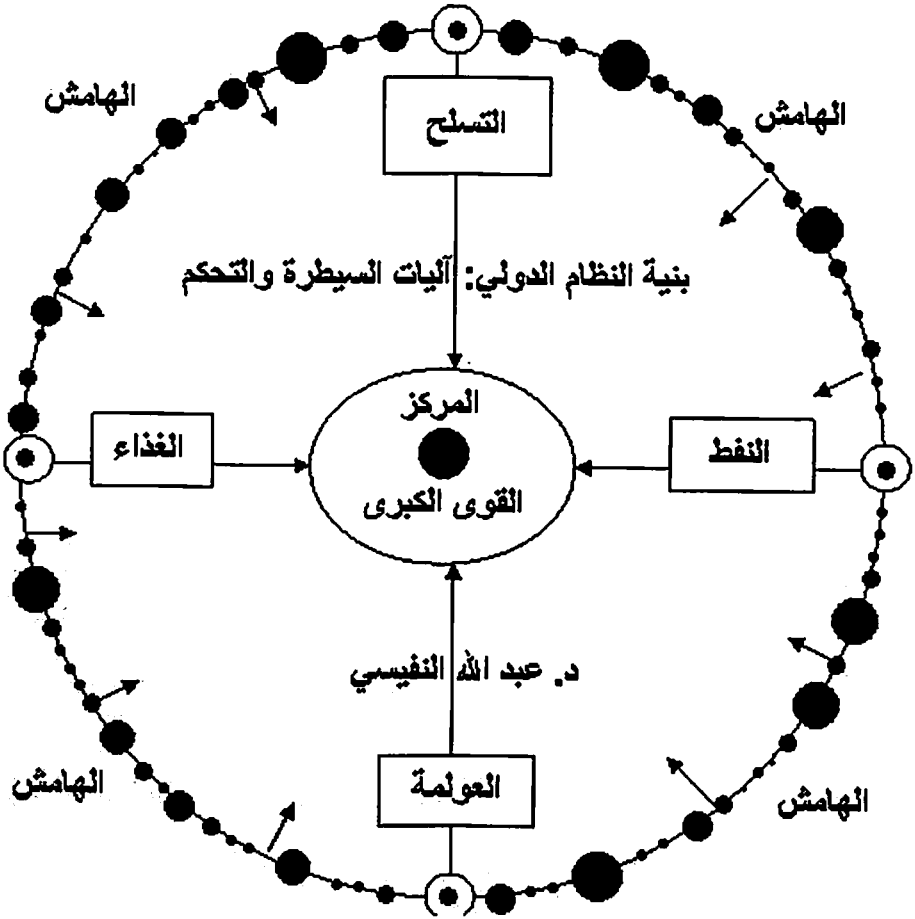 الهامش
الهامش
التسلح
بنية النظام الدولي: آليات السيطرة والتحكم
المركز
النفط
الغذاء
القوى الكبرى
د. عبد الله النفيسي
العولمة
الهامش
الهامش